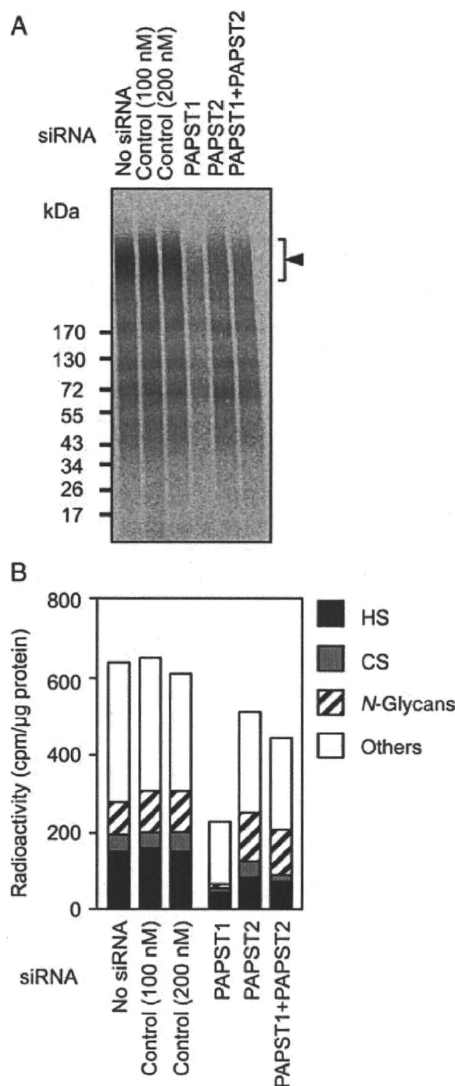 A
siRNA
No siRNA
Control (100 nM)
Control (200 nM)
PAPST1
PAPST2
PAPST1+PAPST2
kDa
170
130
72
55
43
34
26
17
B
Radioactivity (cpm/μg protein)
800
600
400
200
0
HS
CS
N-Glycans
Others
siRNA
No siRNA
Control (100 nM)
Control (200 nM)
PAPST1
PAPST2
PAPST1+PAPST2